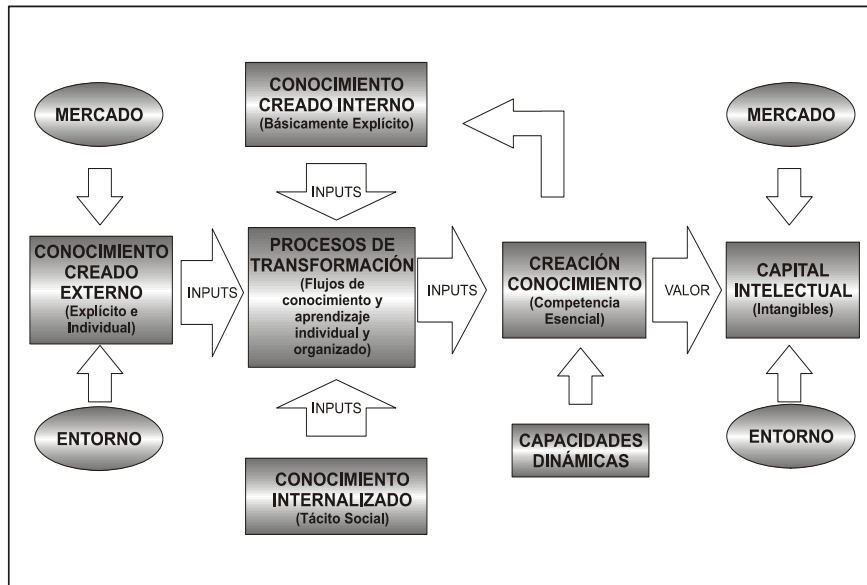 MERCADO
CONOCIMIENTO
CREADO
EXTERNO
(Explícito e
Individual)
ENTORNO
INPUTS
CONOCIMIENTO
CREADO INTERNO
(Básicamente Explícito)
INPUTS
PROCESOS DE
TRANSFORMACIÓN
(Flujos de
conocimiento y
aprendizaje
individual y
organizado)
INPUTS
CONOCIMIENTO
INTERNALIZADO
(Tácito Social)
INPUTS
CREACIÓN
CONOCIMIENTO
(Competencia
Esencial)
CAPACIDADES
DINÁMICAS
VALOR
MERCADO
CAPITAL
INTELECTUAL
(Intangibles)
ENTORNO